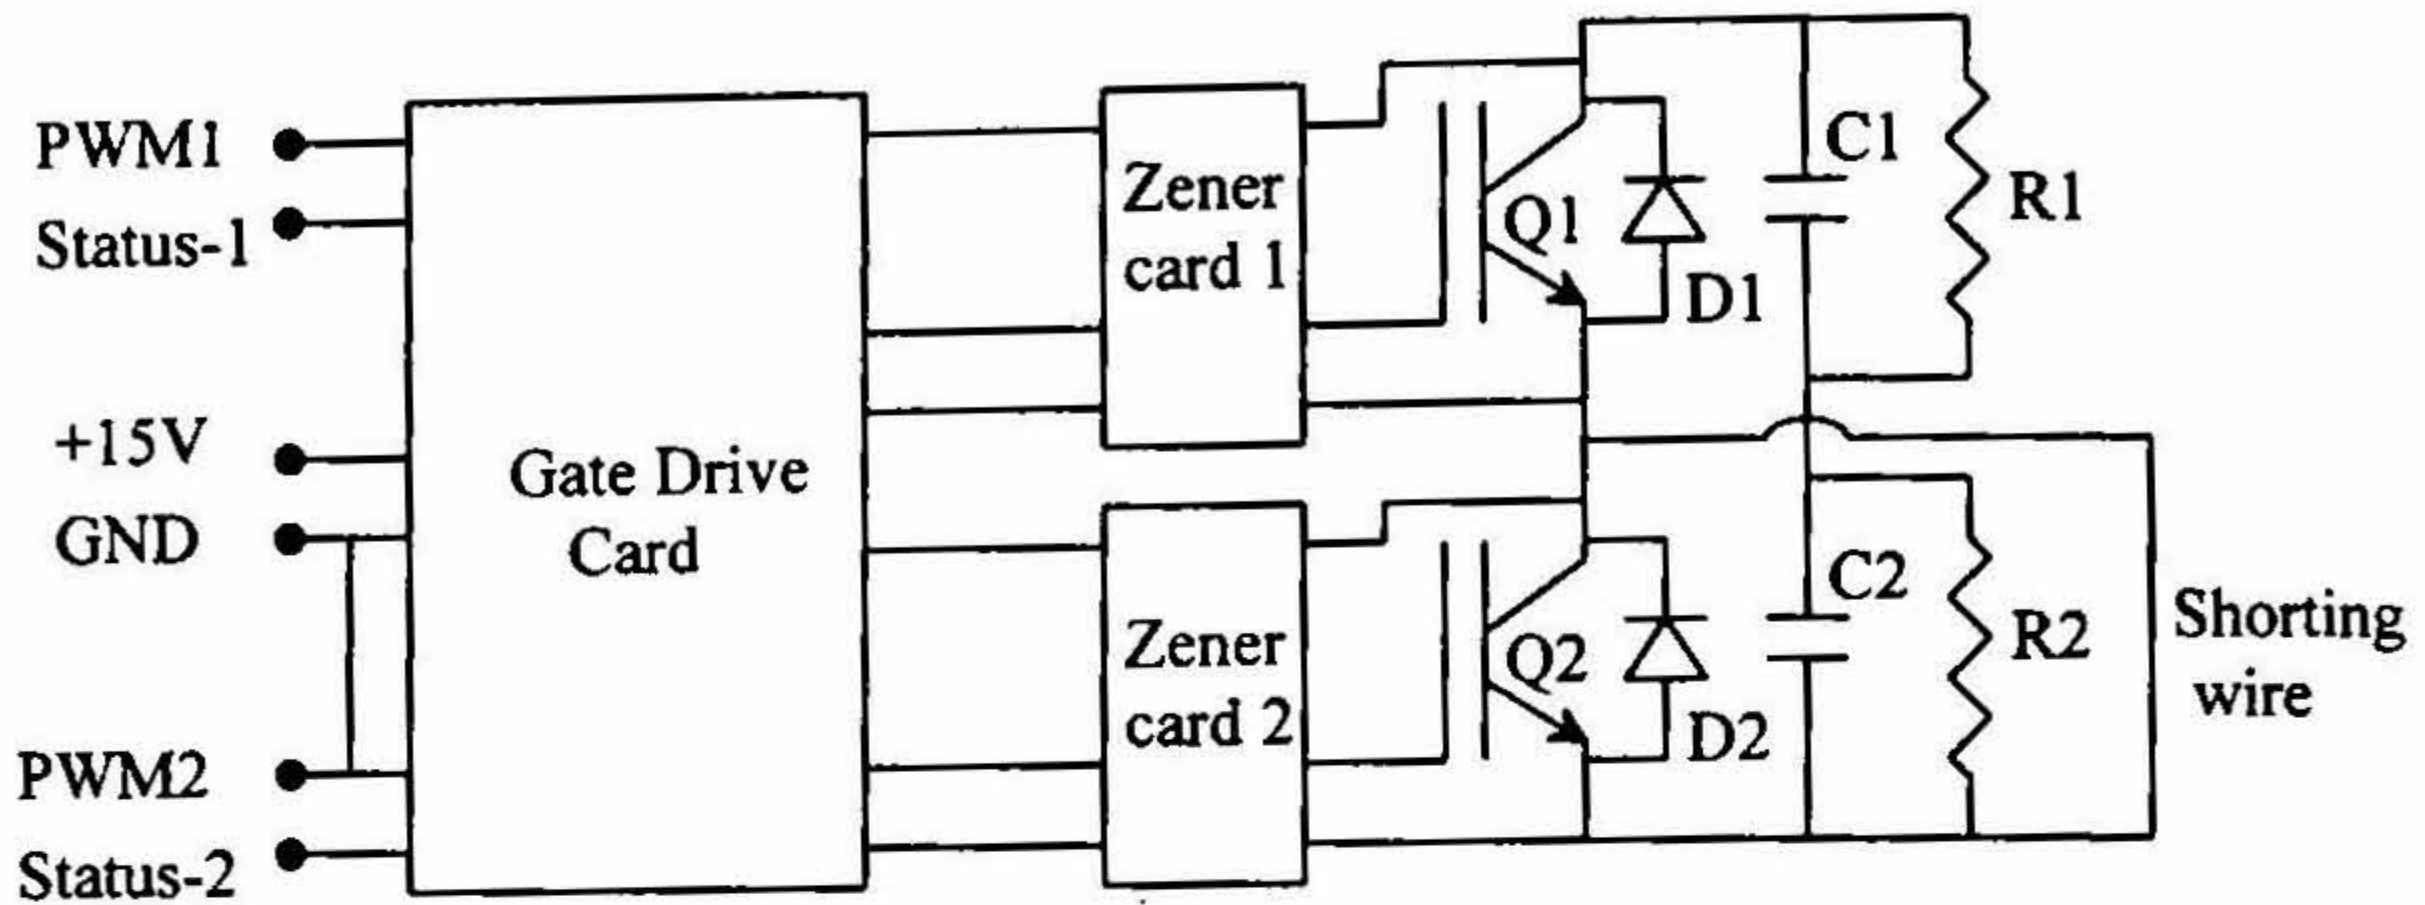 PWM1
Status-1
+15V
GND
PWM2
Status-2
Gate Drive
Card
Zener
card 1
Zener
card 2
Q1
D1
C1
R1
Q2
D2
C2
R2
Shorting
wire